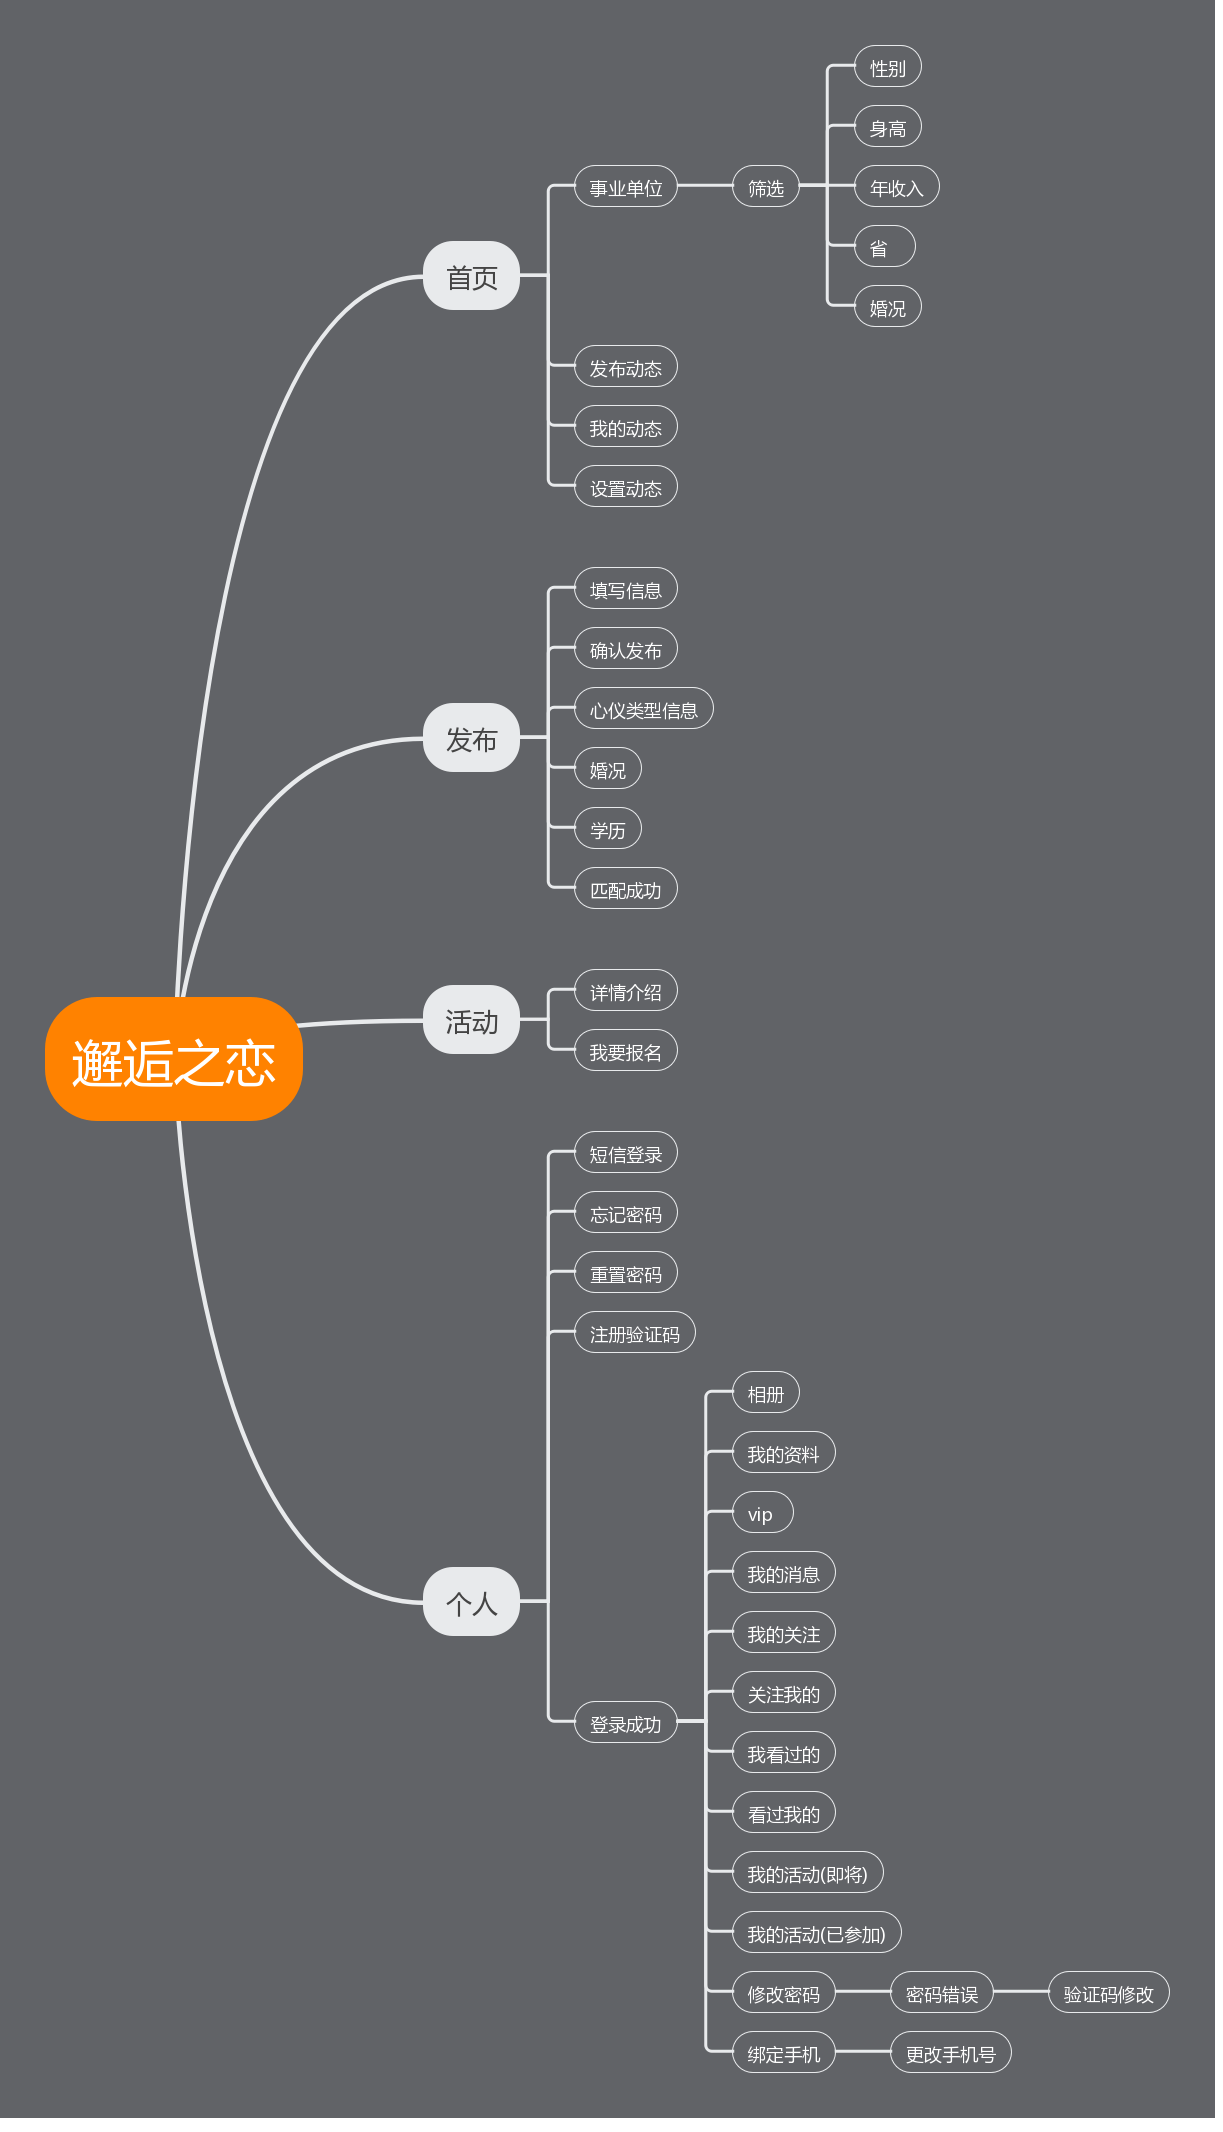 邂逅之恋
首页
事业单位
筛选
性别
身高
年收入
省
婚况
发布动态
我的动态
设置动态
发布
填写信息
确认发布
心仪类型信息
婚况
学历
匹配成功
活动
详情介绍
我要报名
个人
短信登录
忘记密码
重置密码
注册验证码
登录成功
相册
我的资料
vip
我的消息
我的关注
关注我的
我看过的
看过我的
我的活动(即将)
我的活动(已参加)
修改密码
密码错误
验证码修改
绑定手机
更改手机号